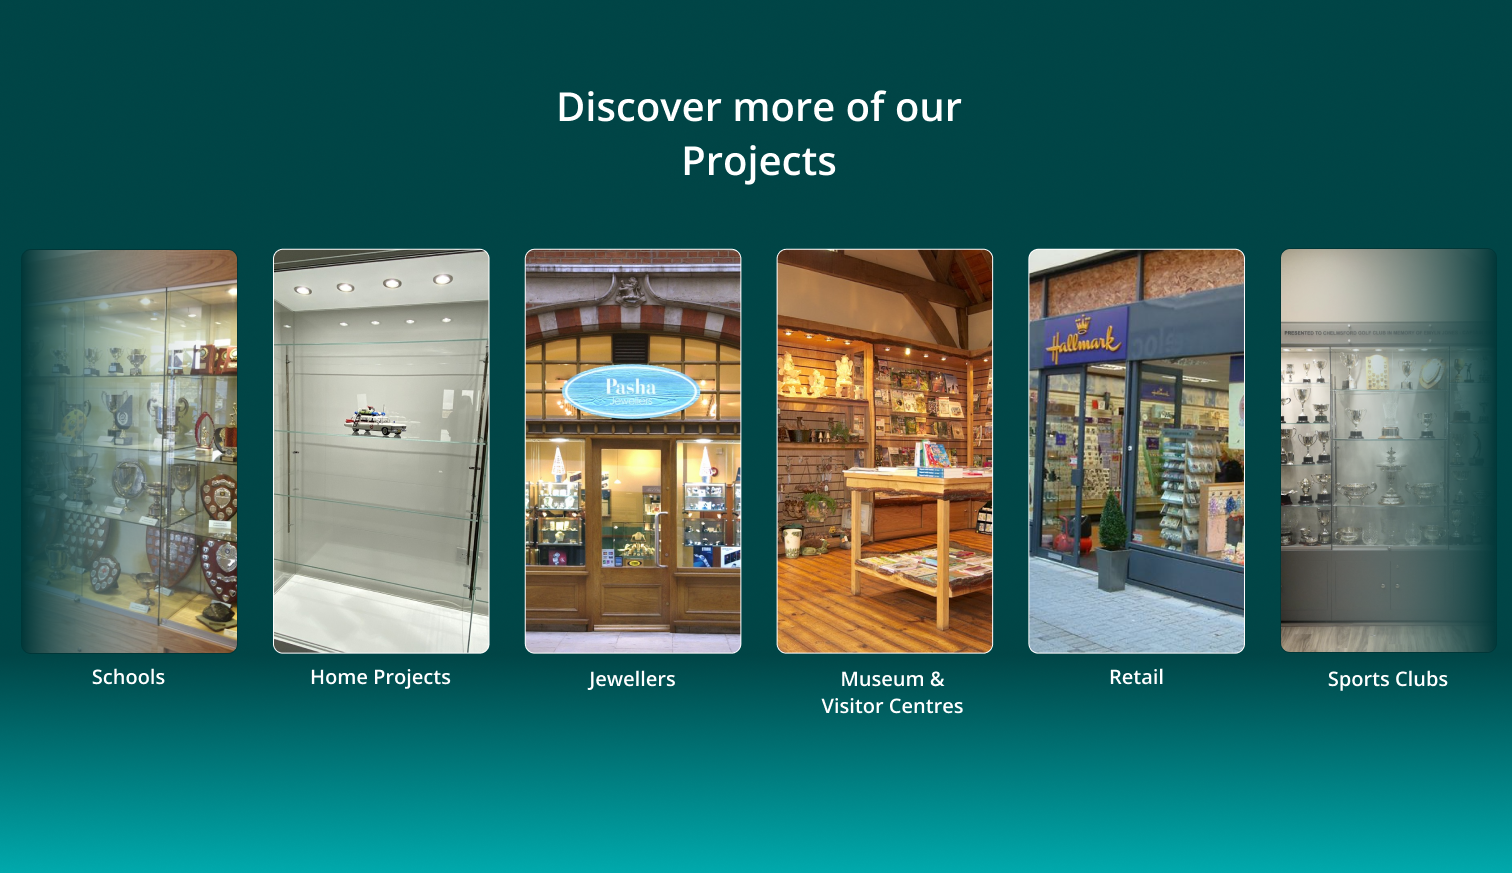 Discover more of our
Projects
Pasha
Jewellers
Hallmark
PRESENTED TO CHELMSFORD GOLF CLUB IN MEMORY OF
Schools
Home Projects
Jewellers
Museum &
Visitor Centres
Retail
Sports Clubs